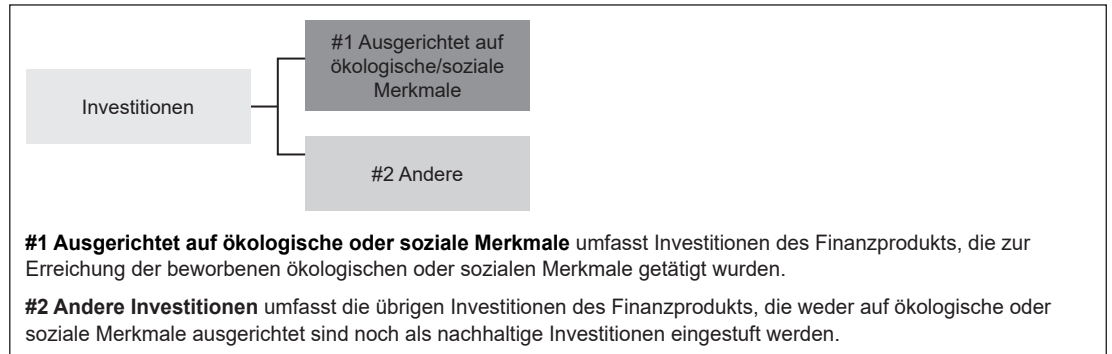 #1 Ausgerichtet auf
ökologische/soziale
Merkmale
Investitionen
#2 Andere
#1 Ausgerichtet auf ökologische oder soziale Merkmale umfasst Investitionen des Finanzprodukts, die zur
Erreichung der beworbenen ökologischen oder sozialen Merkmale getätigt wurden.
#2 Andere Investitionen umfasst die übrigen Investitionen des Finanzprodukts, die weder auf ökologische oder
soziale Merkmale ausgerichtet sind noch als nachhaltige Investitionen eingestuft werden.